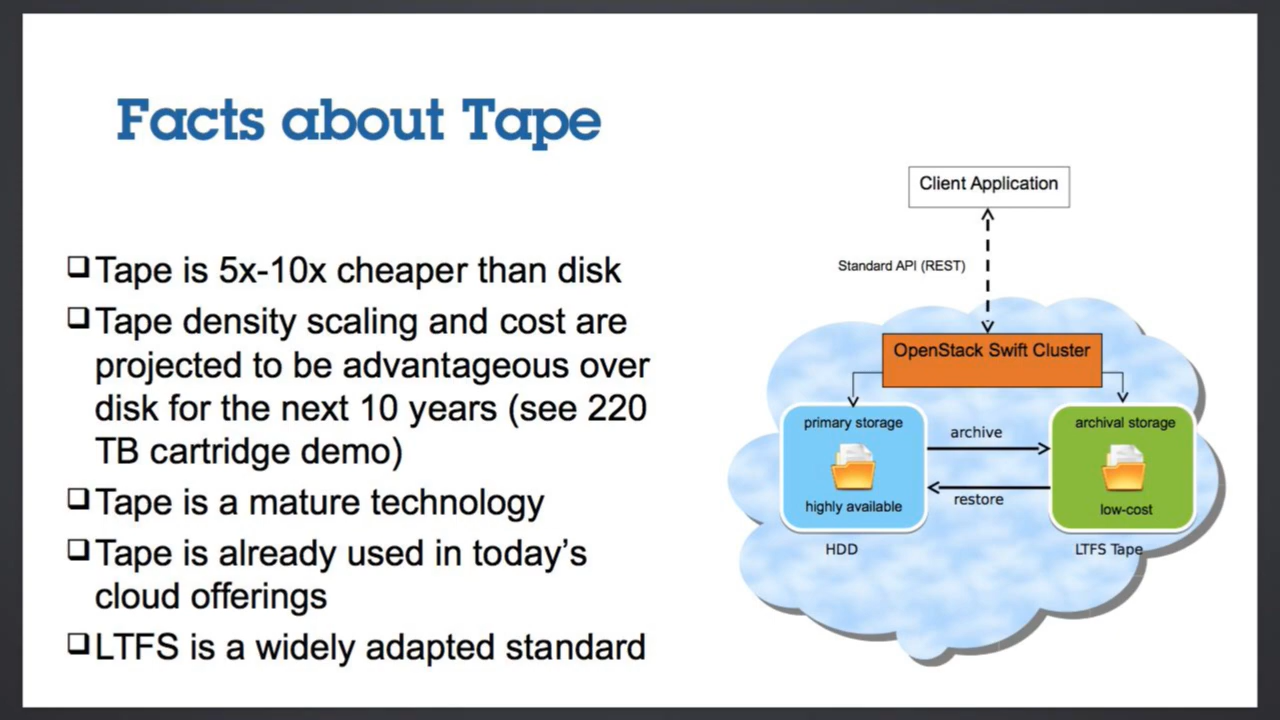 Facts about Tape
❑ Tape is 5x-10x cheaper than disk
❑ Tape density scaling and cost are
projected to be advantageous over
disk for the next 10 years (see 220
TB cartridge demo)
❑ Tape is a mature technology
❑ Tape is already used in today’s
cloud offerings
❑ LTFS is a widely adapted standard
Client Application
Standard API (REST)
OpenStack Swift Cluster
primary storage
highly available
HDD
archive
restore
archival storage
low-cost
LTFS Tape